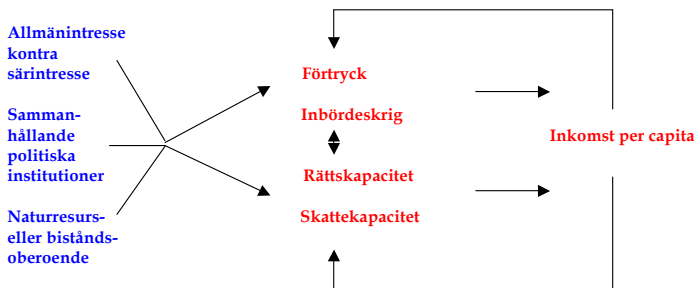 Allmänintresse
kontra
särintresse
Samman-
hållande
politiska
institutioner
Naturresurs-
eller bistånds-
oberoende
Förtryck
Inbördeskrig
Rättskapacitet
Skattekapacitet
Inkomst per capita